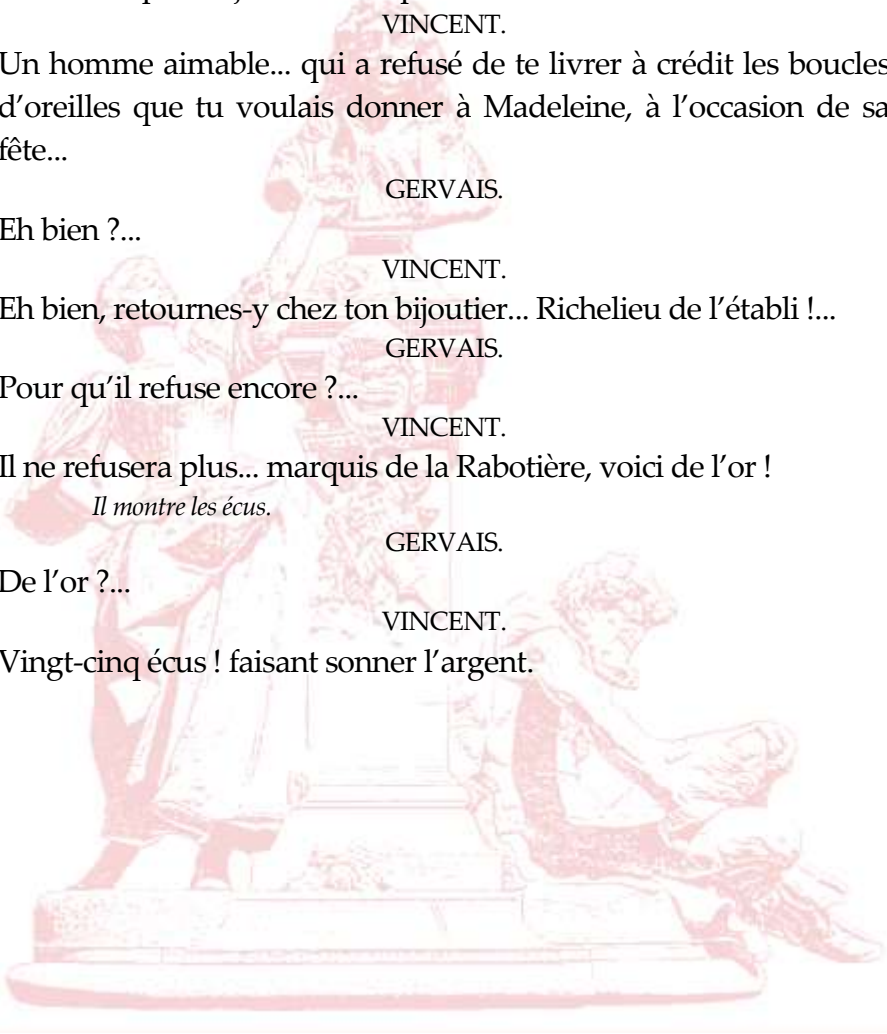 VINCENT.
Un homme aimable... qui a refusé de te livrer à crédit les boucles
d’oreilles que tu voulais donner à Madeleine, à l’occasion de sa
fête...
GERVAIS.
Eh bien ?...
VINCENT.
Eh bien, retournes-y chez ton bijoutier... Richelieu de l’établi !...
GERVAIS.
Pour qu’il refuse encore ?...
VINCENT.
Il ne refusera plus... marquis de la Rabotière, voici de l’or !
Il montre les écus.
GERVAIS.
De l’or ?...
VINCENT.
Vingt-cinq écus ! faisant sonner l’argent.